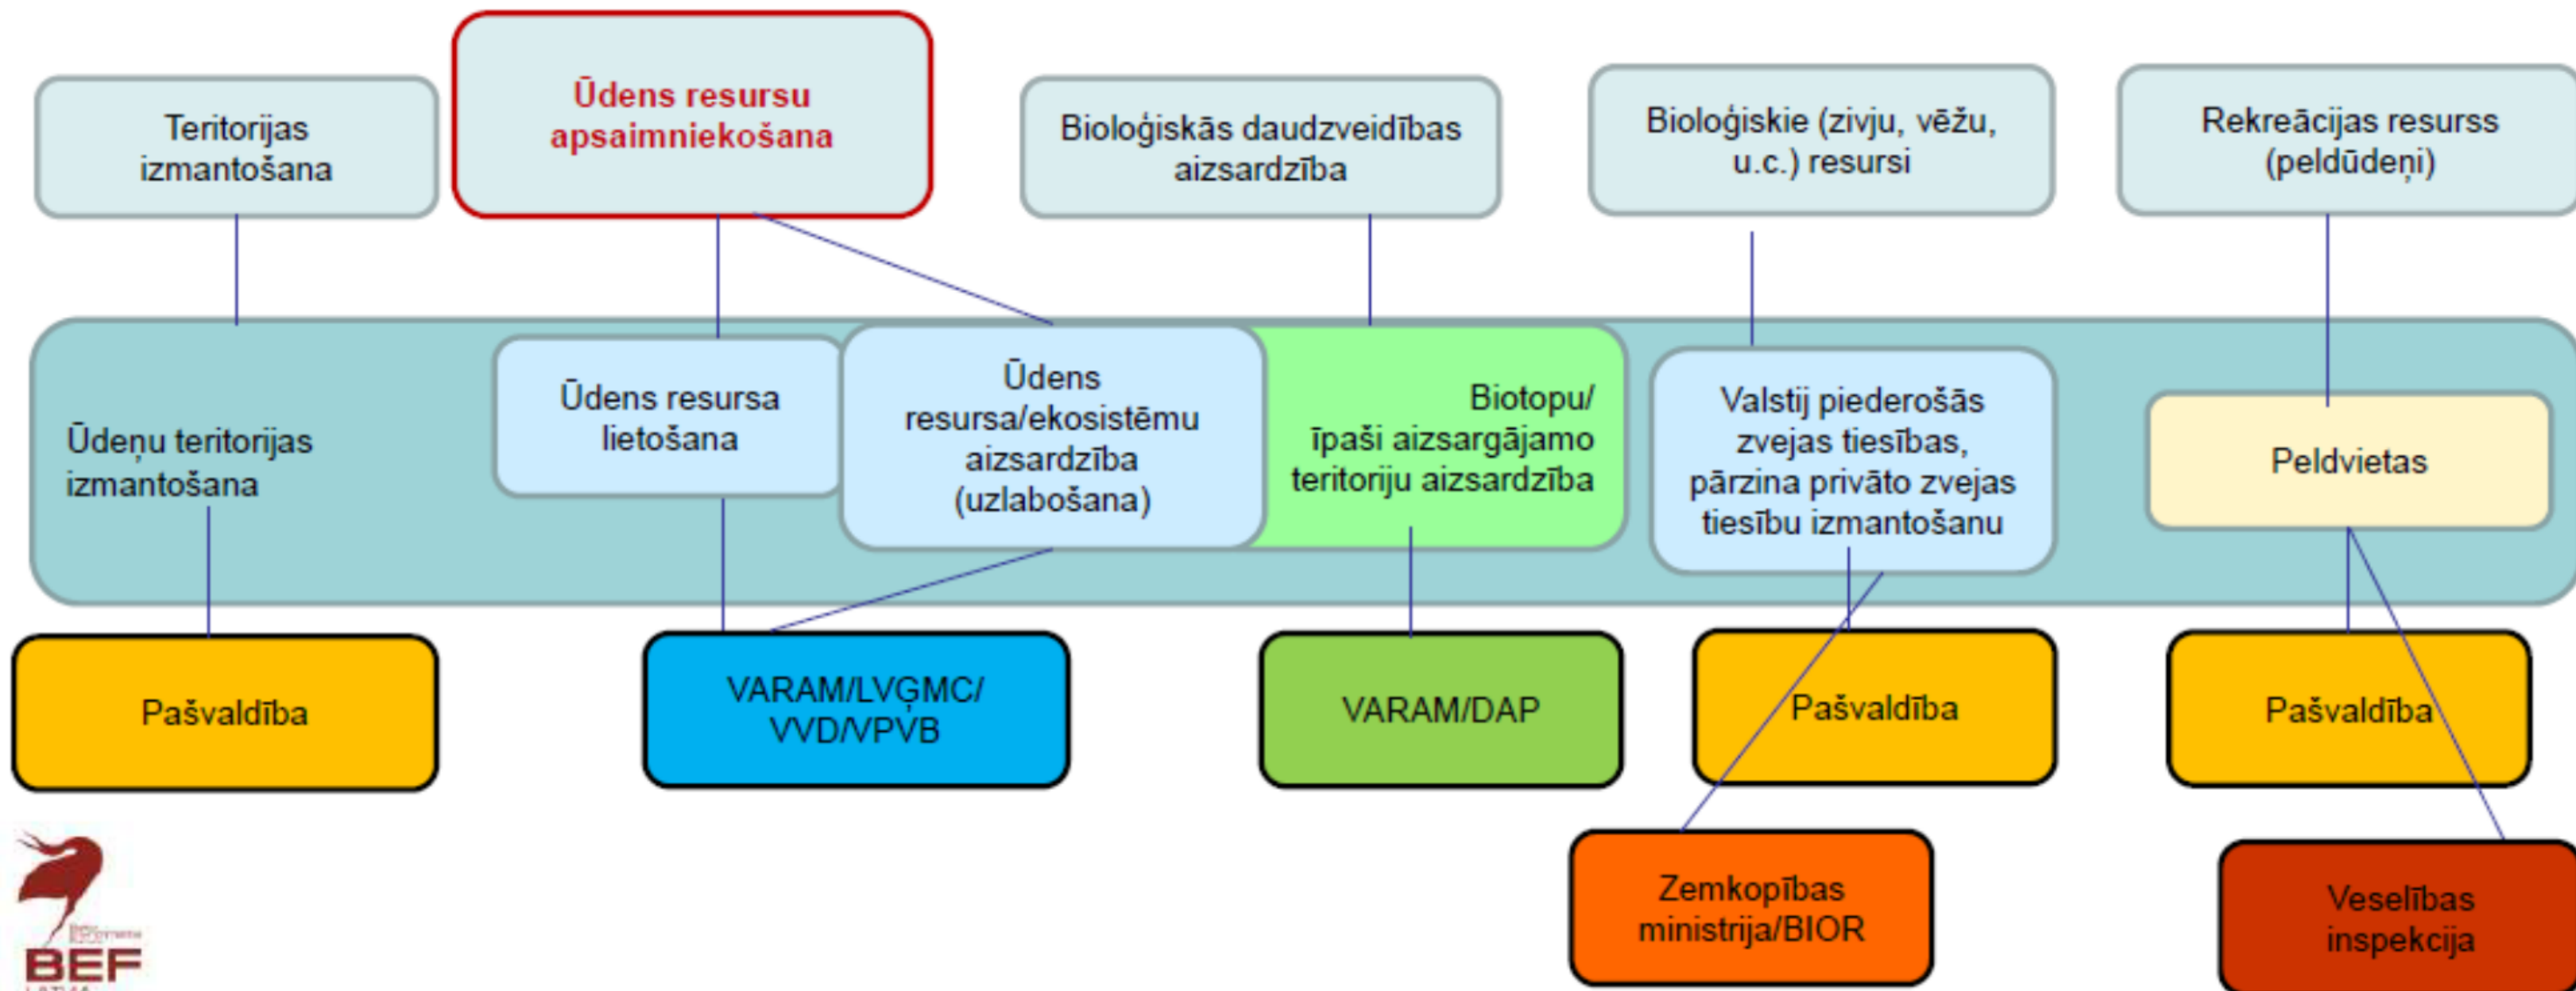 Teritorijas
izmantošana
Ūdens resursu
apsaimniekošana
Bioloģiskās daudzveidības
aizsardzība
Bioloģiskie (zivju, vēžu,
u.c.) resursi
Rekreācijas resurss
(peldūdeņi)
Ūdeņu teritorijas
izmantošana
Ūdens resursa
lietošana
Ūdens
resursa/ekosistēmu
aizsardzība
(uzlabošana)
Biotopu/
īpaši aizsargājamo
teritoriju aizsardzība
Valstij piederošās
zvejas tiesības,
pārzina privāto zvejas
tiesību izmantošanu
Peldvietas
Pašvaldība
VARAM/LVĢMC/
VVD/VPVB
VARAM/DAP
Pašvaldība
Pašvaldība
Zemkopības
ministrija/BIOR
Veselības
inspekcija
BEF